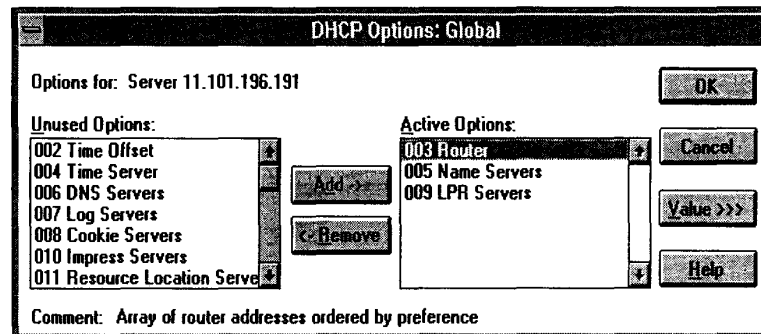 DHCP Options: Global
Options for: Server 11.101.196.191
OK
Unused Options:
002 Time Offset
004 Time Server
006 DNS Servers
007 Log Servers
008 Cookie Servers
010 Impress Servers
011 Resource Location Serve
Add ->
<- Remove
Active Options:
003 Router
005 Name Servers
009 LPR Servers
Cancel
Value >>>
Help
Comment: Array of router addresses ordered by preference